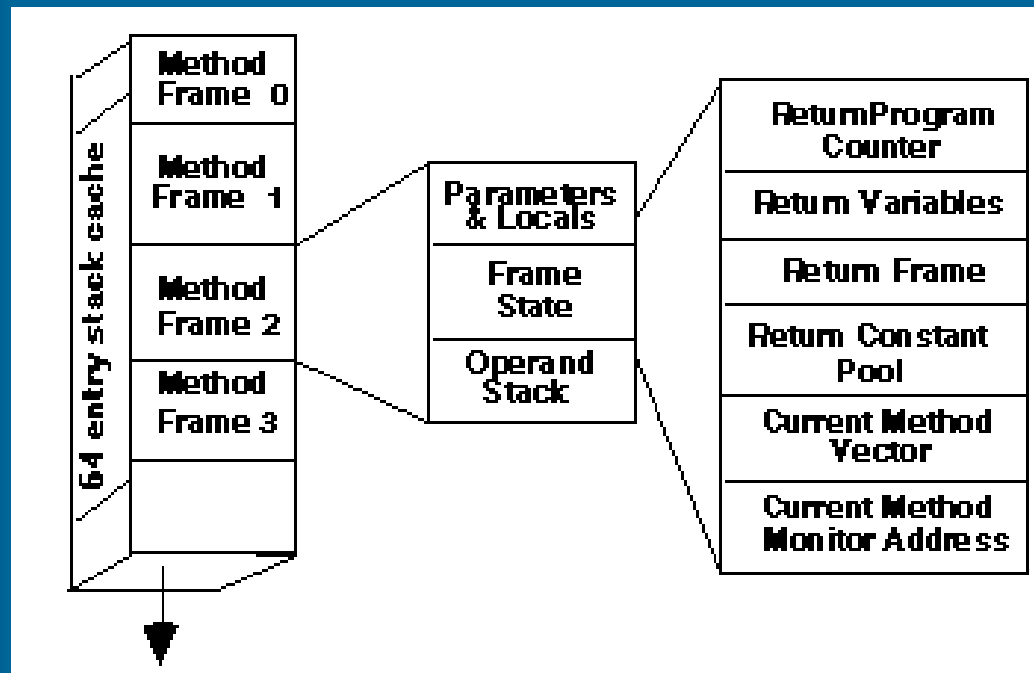 64 entry stack cache
Method
Frame 0
Method
Frame 1
Method
Frame 2
Method
Frame 3
Parameters
& Locals
Frame
State
Operand
Stack
ReturnProgram
Counter
Return Variables
Return Frame
Return Constant
Pool
Current Method
Vector
Current Method
Monitor Address